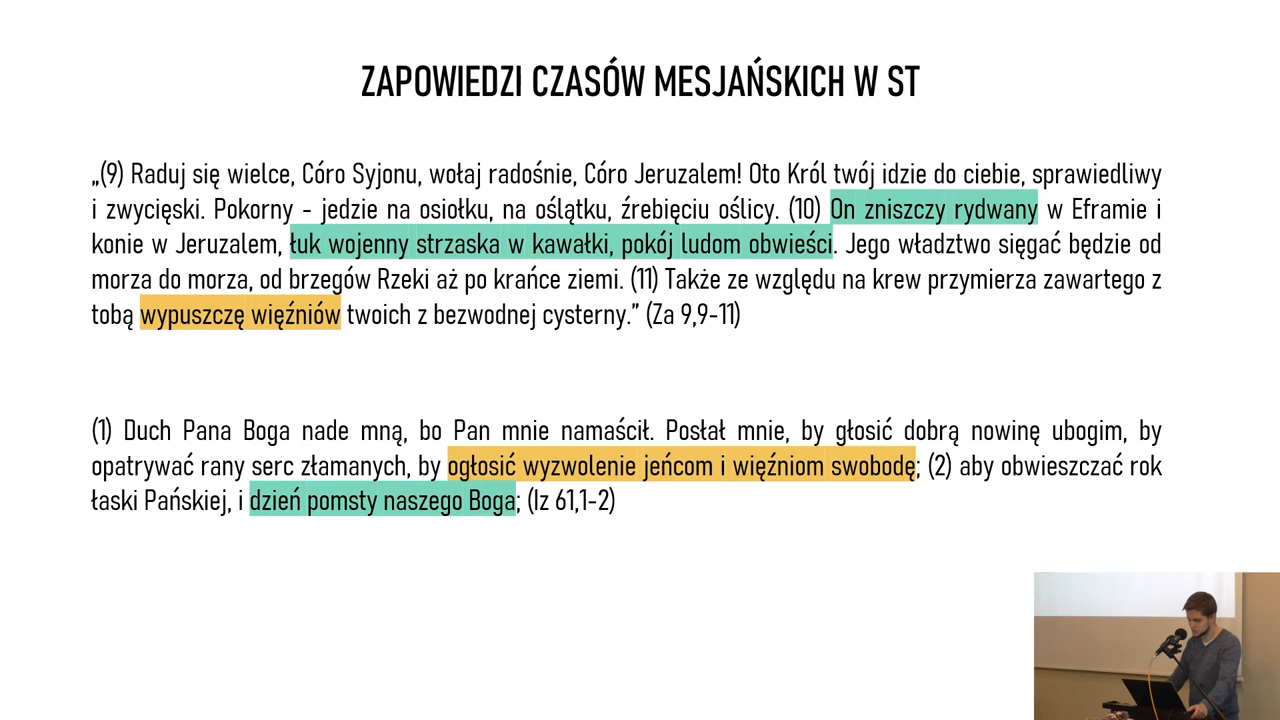 ZAPOWIEDZI CZASÓW MESJAŃSKICH W ST
„(9) Raduj się wielce, Córo Syjonu, wołaj radośnie, Córo Jeruzalem! Oto Król twój idzie do ciebie, sprawiedliwy
i zwycięski. Pokorny - jedzie na osiołku, na oślątku, źrebięciu oślicy. (10) On zniszczy rydwany w Eframie i
konie w Jeruzalem, łuk wojenny strzaska w kawałki, pokój ludom obwieści. Jego władztwo sięgać będzie od
morza do morza, od brzegów Rzeki aż po krańce ziemi. (11) Także ze względu na krew przymierza zawartego z
tobą wypuszczę więźniów twoich z bezwodnej cysterny.” (Za 9,9-11)
(1) Duch Pana Boga nade mną, bo Pan mnie namaścił. Posłał mnie, by głosić dobrą nowinę ubogim, by
opatrywać rany serc złamanych, by ogłosić wyzwolenie jeńcom i więźniom swobodę; (2) aby obwieszczać rok
łaski Pańskiej, i dzień pomsty naszego Boga; (Iz 61,1-2)